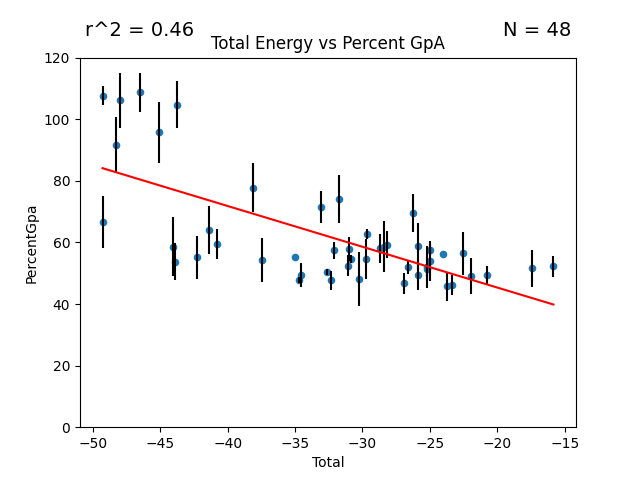 r^2 = 0.46 N = 48
Total Energy vs Percent GpA
120
100
80
60
40
20
0
PercentGpa
−50 −45 −40 −35 −30 −25 −20 −15
Total